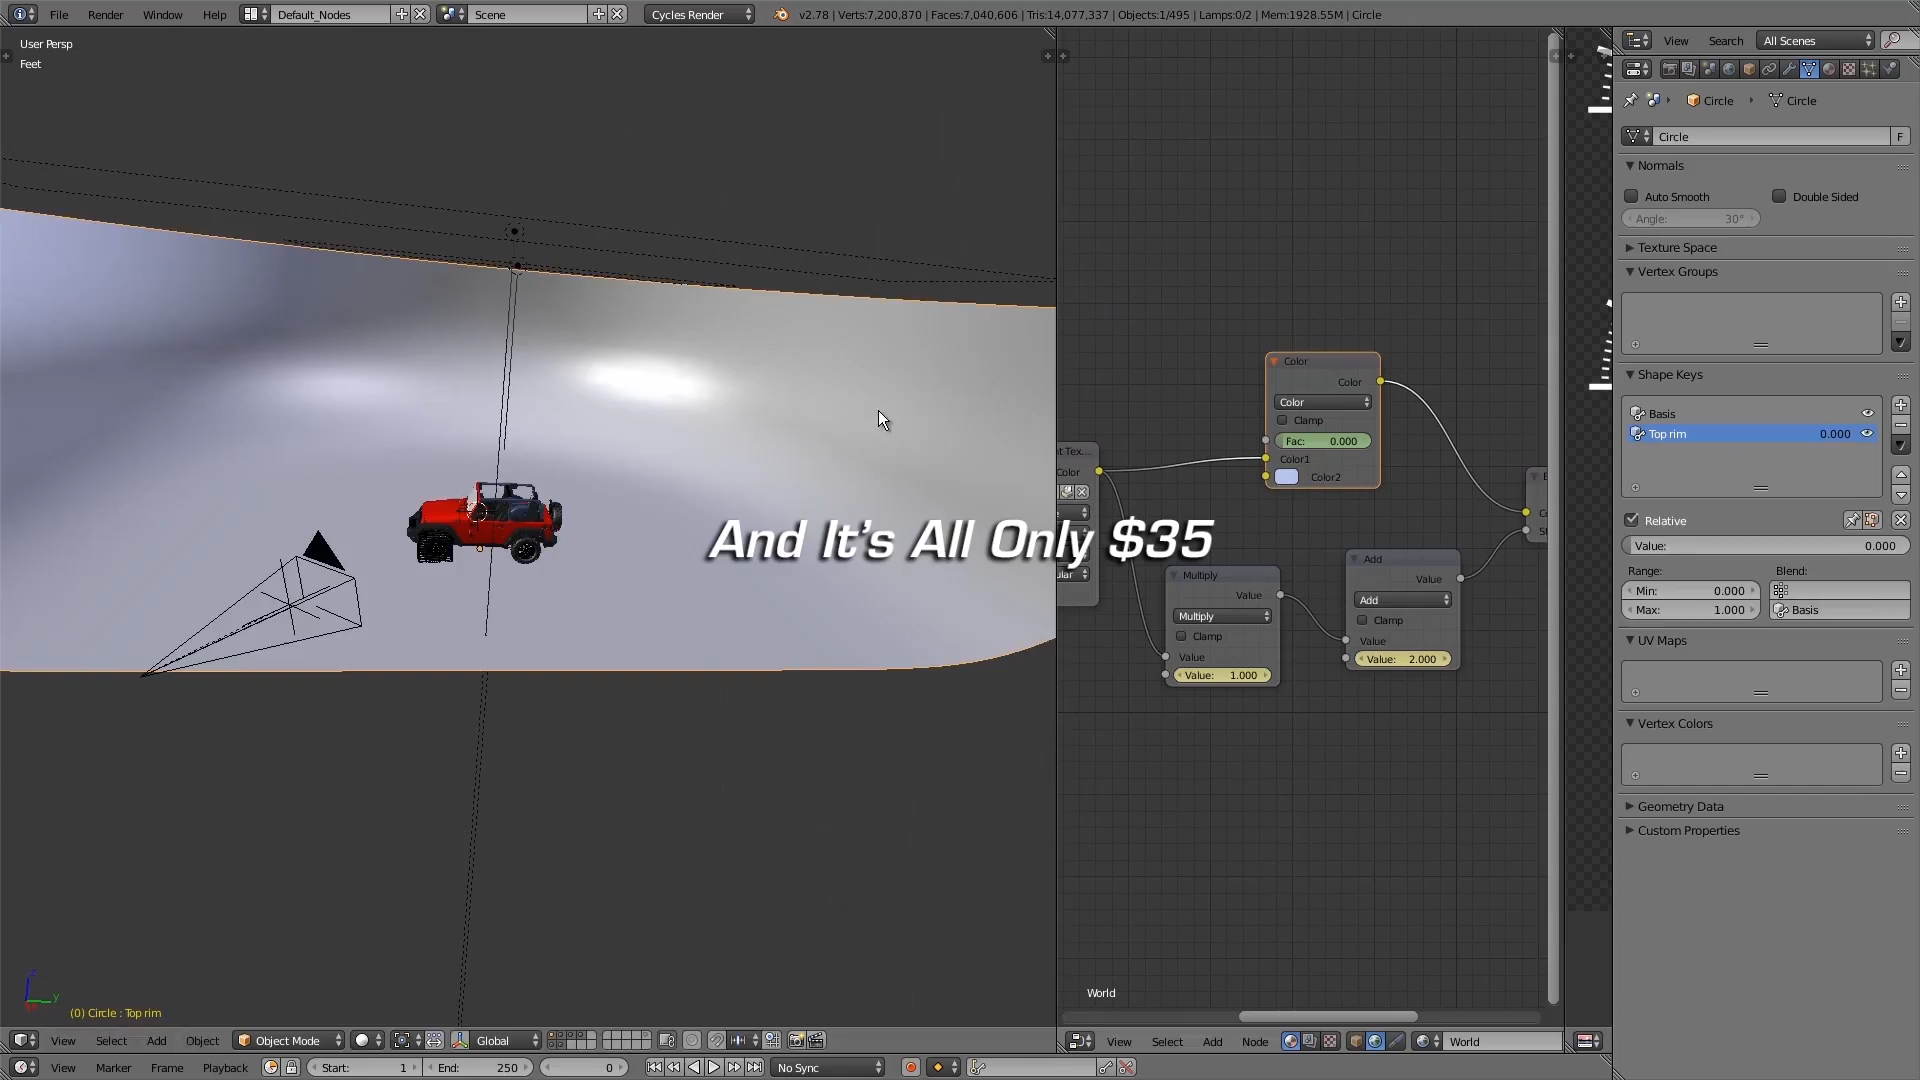 File Render Window Help Default_Nodes Scene Cycles Render v2.78 | Verts:7,200,870 | Faces:7,040,606 | Tris:14,077,337 | Objects:1/495 | Lamps:0/2 | Mem:1928.55M | Circle
User Persp
Feet
View Search All Scenes
Circle Circle
Circle F
Normals
Auto Smooth Double Sided
Angle: 30°
Texture Space
Vertex Groups
Shape Keys
Basis
Top rim 0.000
Relative
Value: 0.000
Range: Blend:
Min: 0.000
Max: 1.000 Basis
UV Maps
Vertex Colors
Geometry Data
Custom Properties
Color
Color
Color
Clamp
Fac: 0.000
Color1
Color2
t Tex...
Color
ular
Multiply
Value
Multiply
Clamp
Value
Value: 1.000
Add
Value
Add
Clamp
Value
Value: 2.000
And It's All Only $35
World
(0) Circle : Top rim
z
y
View Select Add Object Object Mode Global
View Select Add Node World
View Marker Frame Playback Start: 1 End: 250 0 No Sync